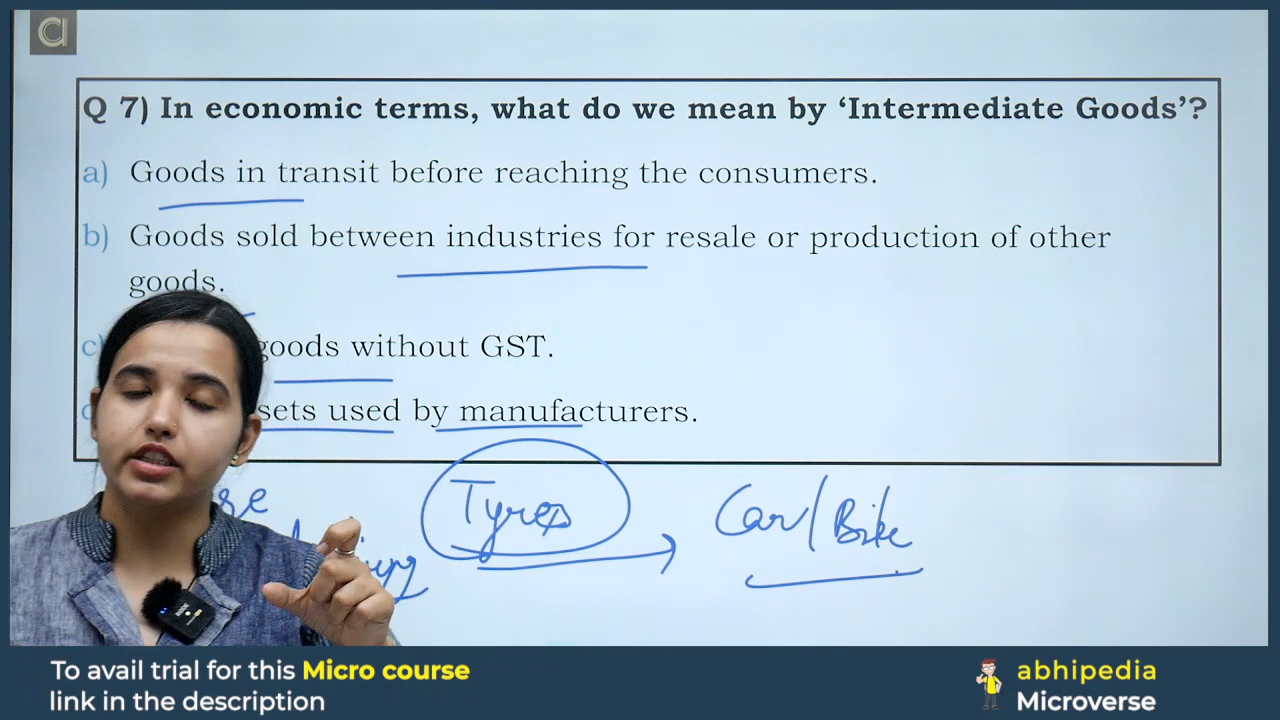 Q 7) In economic terms, what do we mean by ‘Intermediate Goods’?
a) Goods in transit before reaching the consumers.
b) Goods sold between industries for resale or production of other
goods.
c) goods without GST.
used by manufacturers.
Tyres Car/Bike
To avail trial for this Micro course
link in the description
abhipedia
Microverse